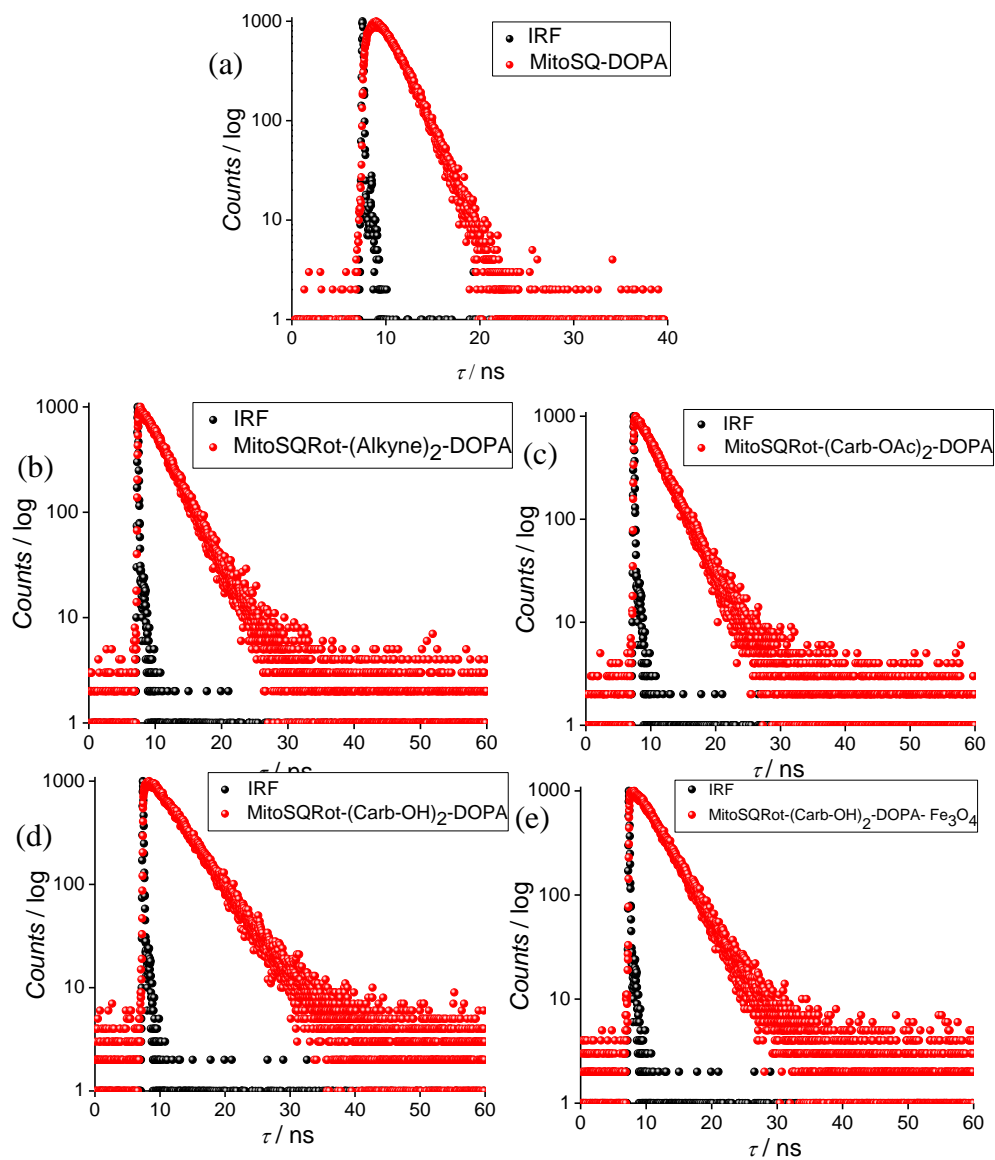 (a)
1000
100
10
1
Counts / log
IRF
MitoSQ-DOPA
0 10 20 30 40
τ / ns
(b)
1000
100
10
1
Counts / log
IRF
MitoSQRot-(Alkyne)2-DOPA
0 10 20 30 40 50 60
τ / ns
(c)
1000
100
10
1
Counts / log
IRF
MitoSQRot-(Carb-OAc)2-DOPA
0 10 20 30 40 50 60
τ / ns
(d)
1000
100
10
1
Counts / log
IRF
MitoSQRot-(Carb-OH)2-DOPA
0 10 20 30 40 50 60
τ / ns
(e)
1000
100
10
1
Counts / log
IRF
MitoSQRot-(Carb-OH)2-DOPA- Fe3O4
0 10 20 30 40 50 60
τ / ns